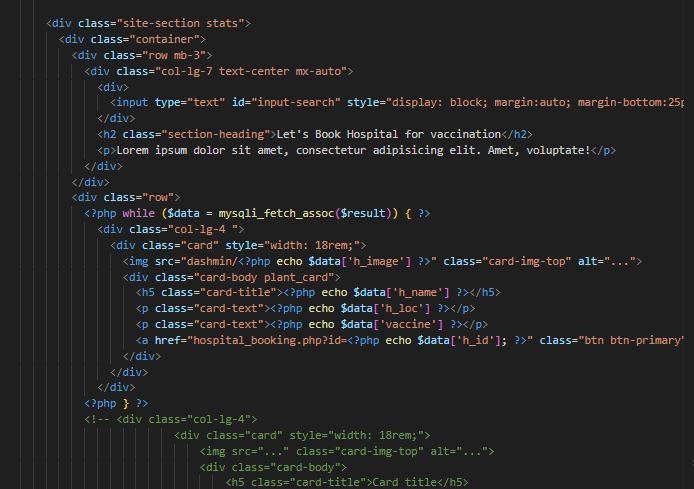 <div class="site-section stats">
<div class="container">
<div class="row mb-3">
<div class="col-lg-7 text-center mx-auto">
<div>
<input type="text" id="input-search" style="display: block; margin:auto; margin-bottom:25p
</div>
<h2 class="section-heading">Let's Book Hospital for vaccination</h2>
<p>Lorem ipsum dolor sit amet, consectetur adipisicing elit. Amet, voluptate!</p>
</div>
</div>
<div class="row">
<?php while ($data = mysqli_fetch_assoc($result)) { ?>
<div class="col-lg-4 ">
<div class="card" style="width: 18rem;">
<img src="dashmin/<?php echo $data['h_image'] ?>" class="card-img-top" alt="...">
<div class="card-body plant_card">
<h5 class="card-title"><?php echo $data['h_name'] ?></h5>
<p class="card-text"><?php echo $data['h_loc'] ?></p>
<p class="card-text"><?php echo $data['vaccine'] ?></p>
<a href="hospital_booking.php?id=<?php echo $data['h_id']; ?>" class="btn btn-primary"
</div>
</div>
</div>
<?php } ?>
<!-- <div class="col-lg-4">
<div class="card" style="width: 18rem;">
<img src="..." class="card-img-top" alt="...">
<div class="card-body">
<h5 class="card-title">Card title</h5>